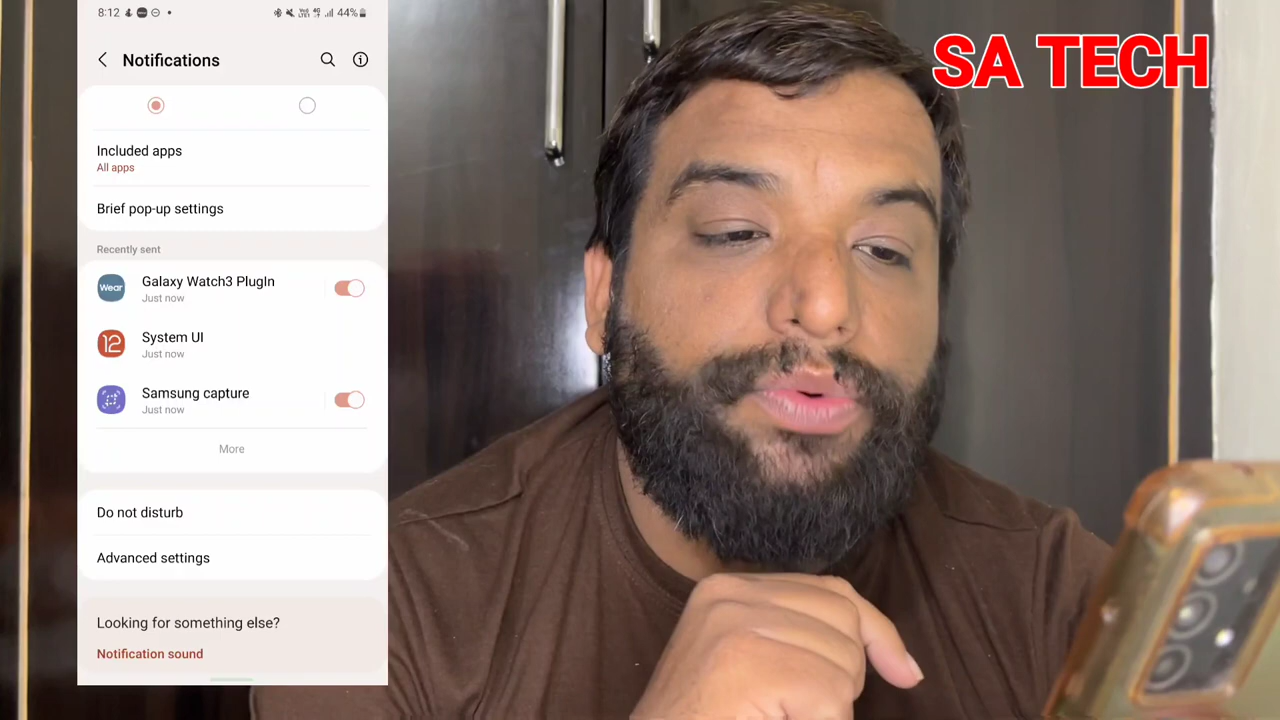 8:12
44%
SA TECH
Notifications
Included apps
All apps
Brief pop-up settings
Recently sent
Wear
Galaxy Watch3 PlugIn
Just now
12
System UI
Just now
Samsung capture
Just now
More
Do not disturb
Advanced settings
Looking for something else?
Notification sound